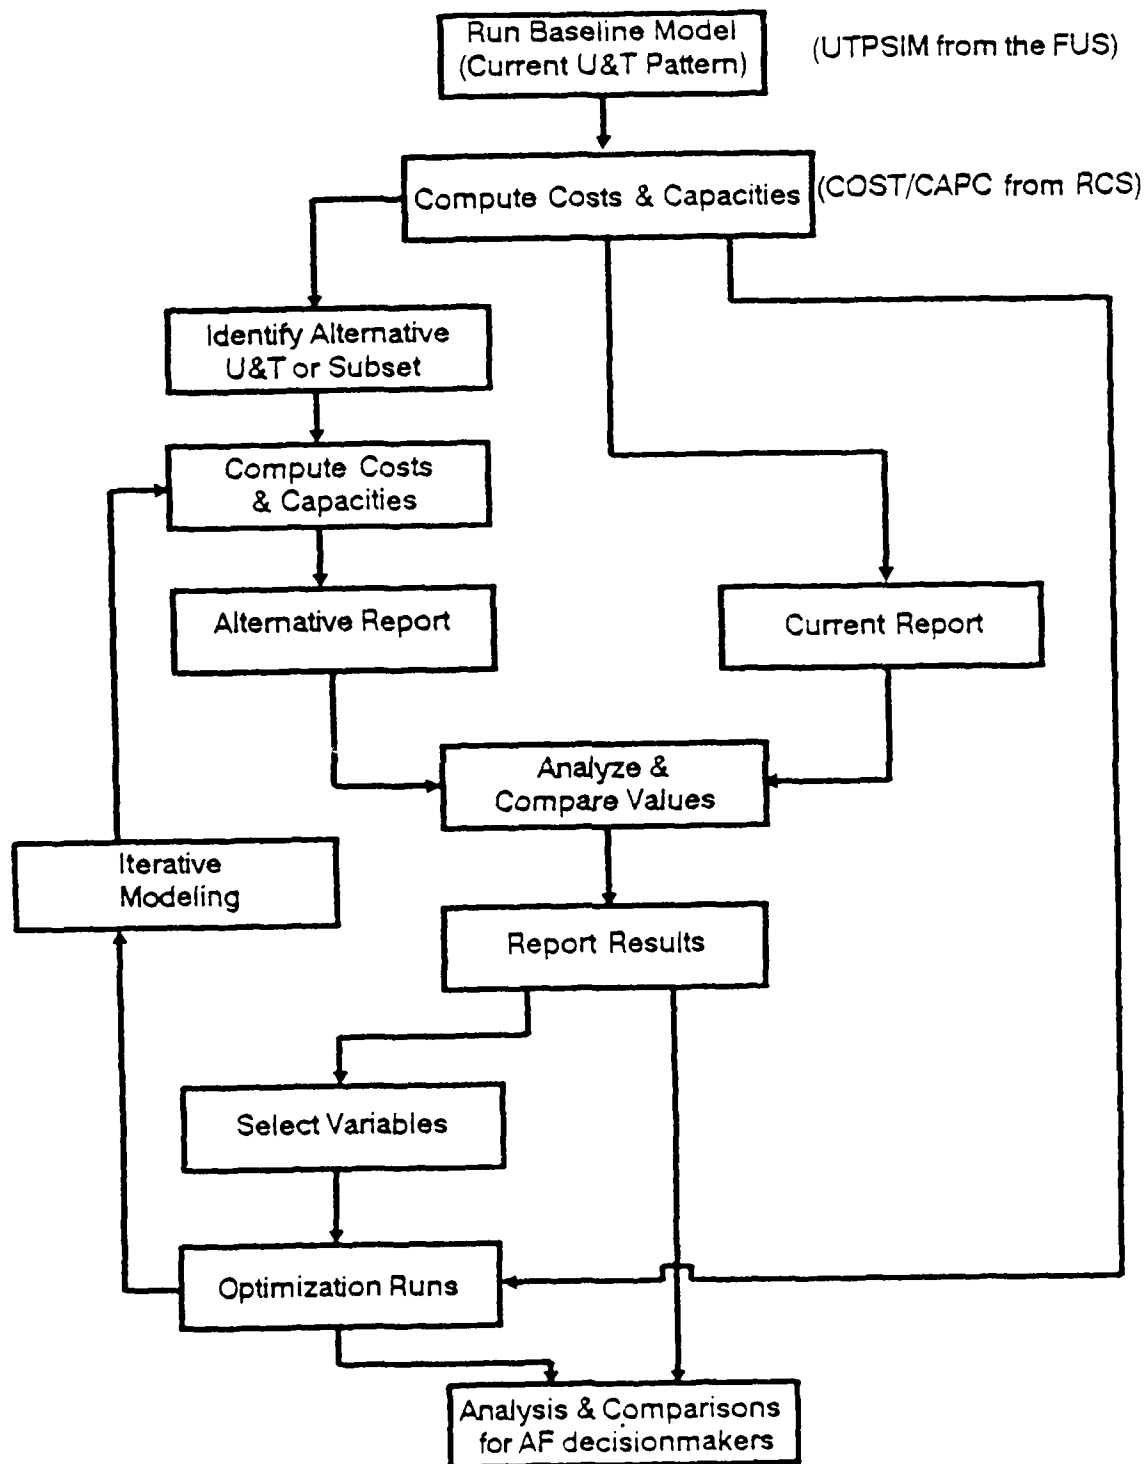 Run Baseline Model
(Current U&T Pattern)
(UTPSIM from the FUS)
Compute Costs & Capacities
(COST/CAPC from RCS)
Identify Alternative
U&T or Subset
Compute Costs
& Capacities
Alternative Report
Current Report
Analyze &
Compare Values
Iterative
Modeling
Report Results
Select Variables
Optimization Runs
Analysis & Comparisons
for AF decisionmakers